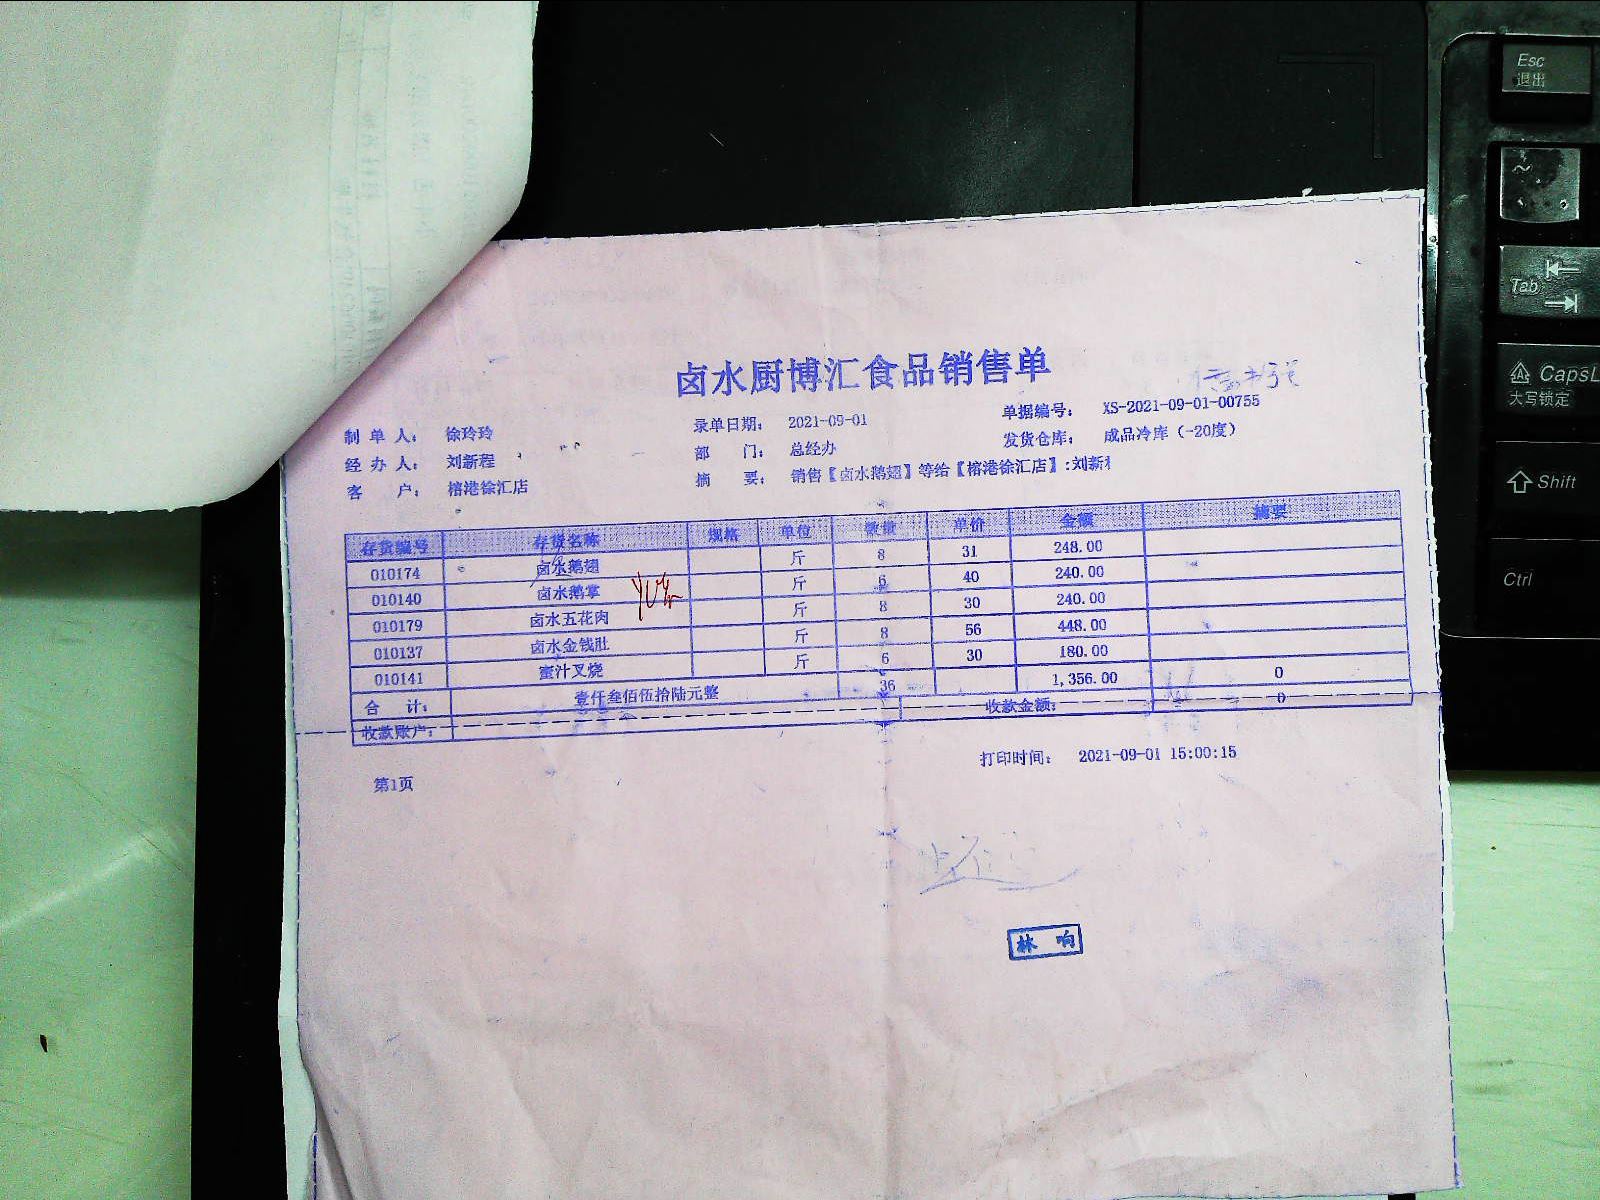 卤水厨博汇食品销售单
制单人： 徐玲玲 录单日期： 2021-09-01 单据编号： XS-2021-09-01-00755
经办人： 刘新程 部门： 总经办 发货仓库： 成品冷库（-20度）
客户： 榕港徐汇店 摘要： 销售【卤水鹅翅】等给【榕港徐汇店】:刘新
存货编号 存货名称 规格 单位 数量 单价 金额 摘要
010174 卤水鹅翅 斤 8 31 248.00
010140 卤水鹅掌 斤 6 40 240.00
010179 卤水五花肉 斤 8 30 240.00
010137 卤水金钱肚 斤 8 56 448.00
010141 蜜汁叉烧 斤 6 30 180.00
合计： 壹仟叁佰伍拾陆元整 36 1,356.00 0
收款账户： 收款金额： 0
第1页 打印时间： 2021-09-01 15:00:15
林响
Esc
退出
~
Tab
CapsL
大写锁定
Shift
Ctrl